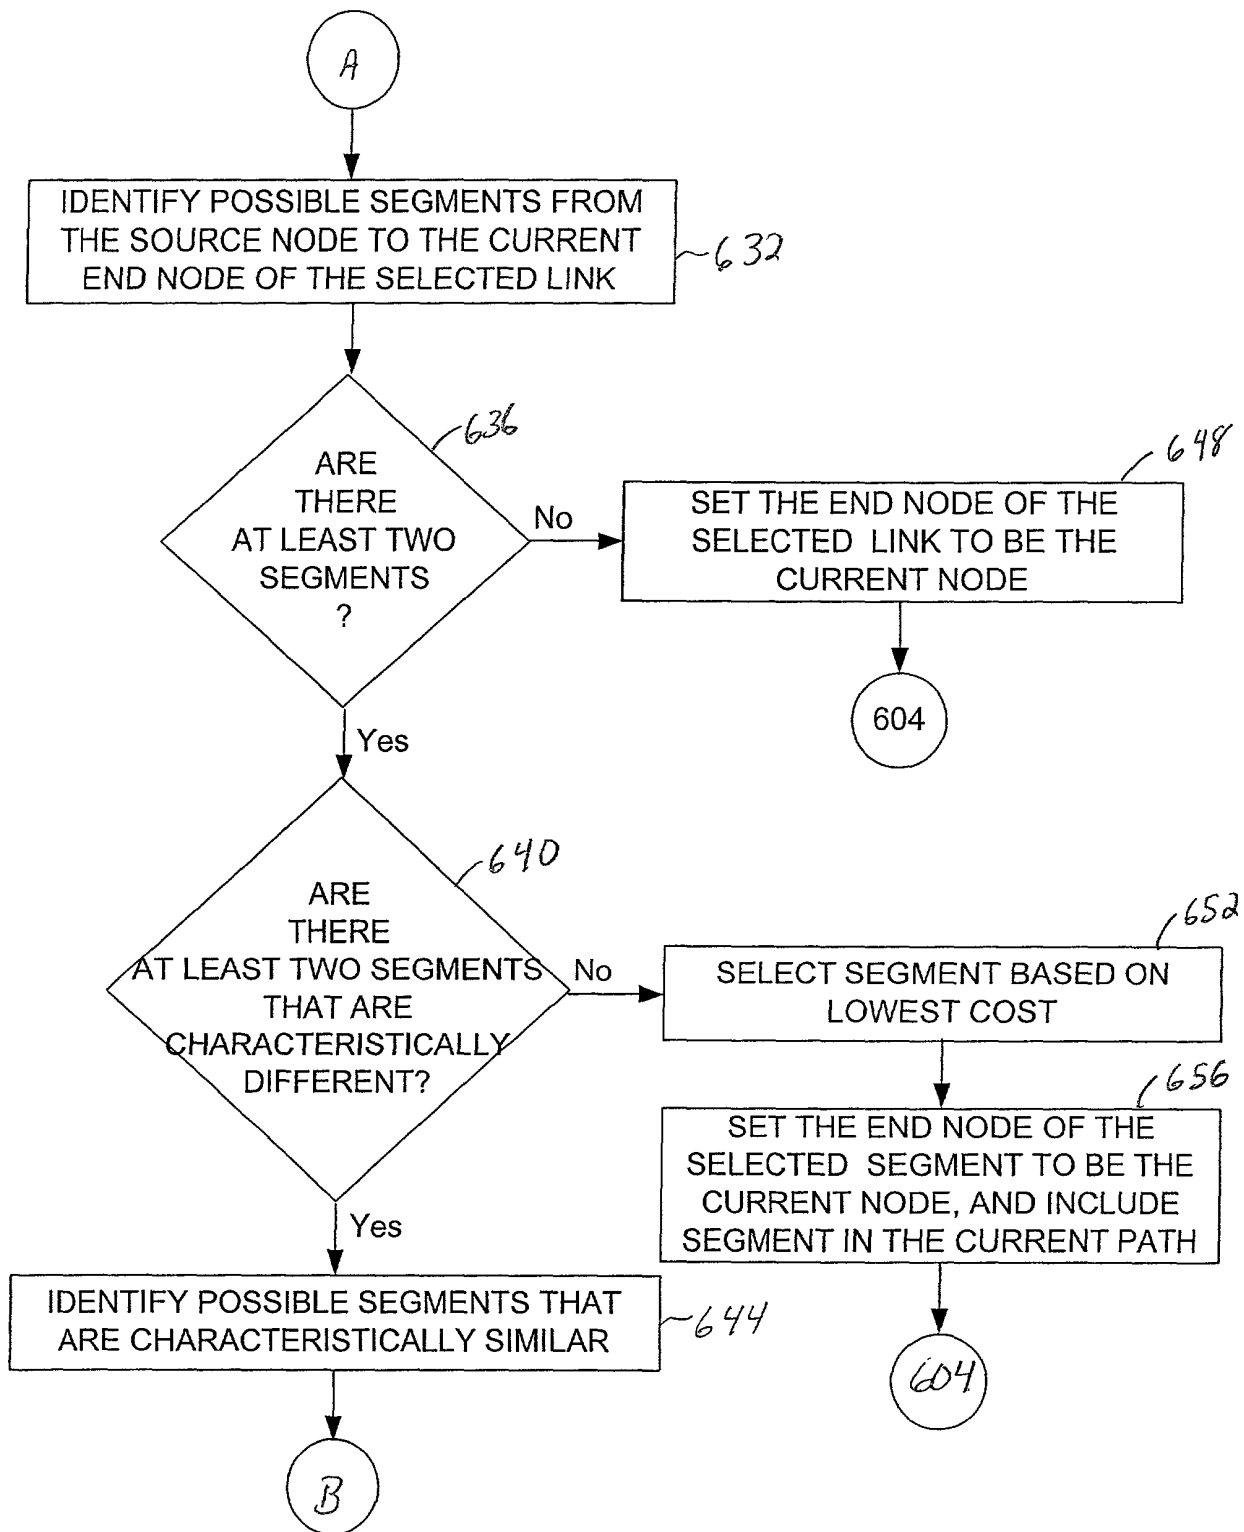 A
IDENTIFY POSSIBLE SEGMENTS FROM
THE SOURCE NODE TO THE CURRENT
END NODE OF THE SELECTED LINK
632
636
ARE
THERE
AT LEAST TWO
SEGMENTS
?
No
648
SET THE END NODE OF THE
SELECTED LINK TO BE THE
CURRENT NODE
604
Yes
640
ARE
THERE
AT LEAST TWO SEGMENTS
THAT ARE
CHARACTERISTICALLY
DIFFERENT?
No
652
SELECT SEGMENT BASED ON
LOWEST COST
656
SET THE END NODE OF THE
SELECTED SEGMENT TO BE THE
CURRENT NODE, AND INCLUDE
SEGMENT IN THE CURRENT PATH
604
Yes
IDENTIFY POSSIBLE SEGMENTS THAT
ARE CHARACTERISTICALLY SIMILAR
644
B